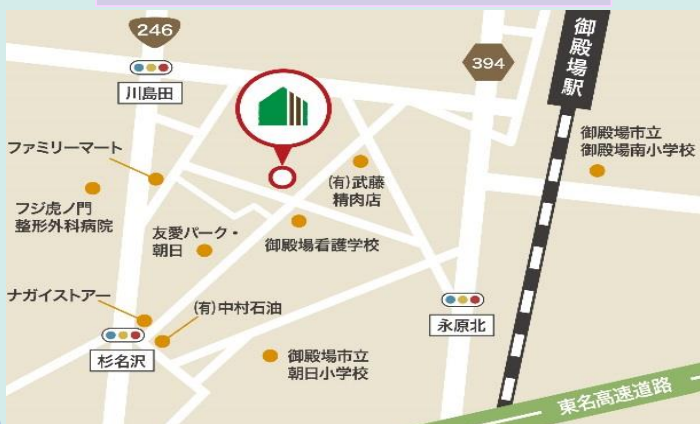 246
394
御殿場駅
川島田
ファミリーマート
フジ虎ノ門
整形外科病院
友愛パーク・
朝日
(有)武藤
精肉店
御殿場看護学校
御殿場市立
御殿場南小学校
ナガイストアー
(有)中村石油
杉名沢
永原北
御殿場市立
朝日小学校
東名高速道路